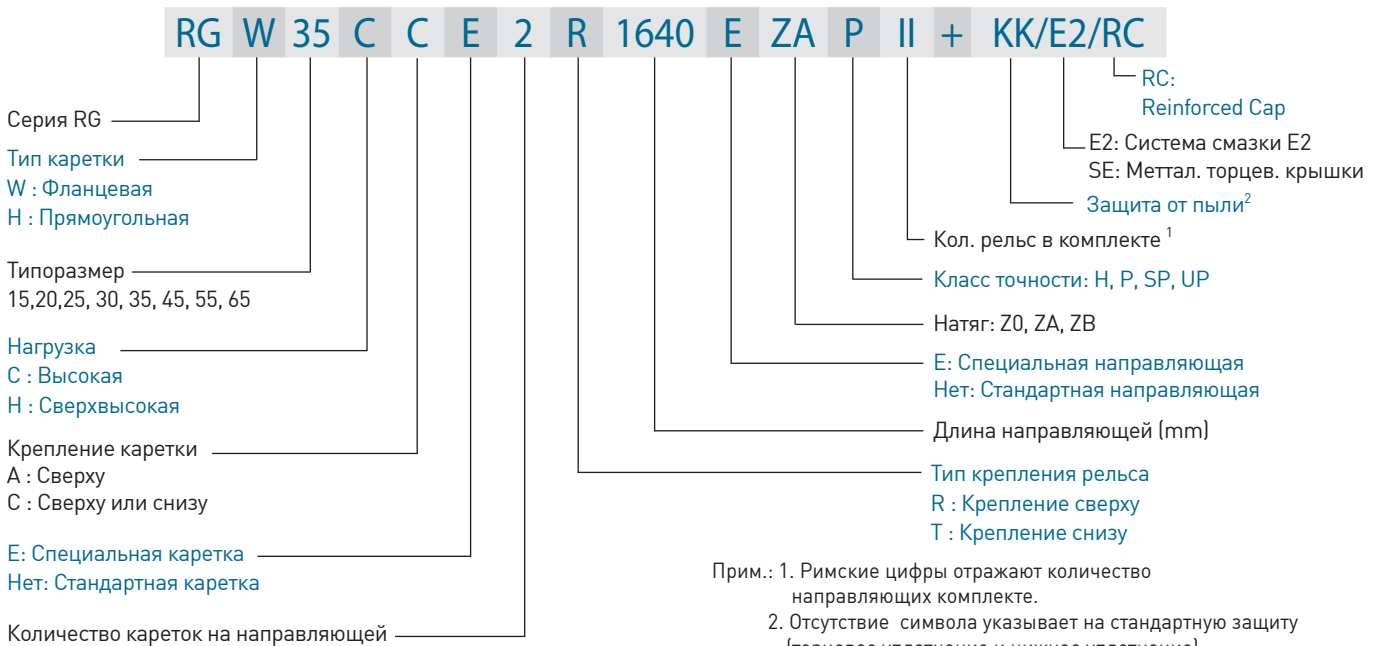 RG W 35 C C E 2 R 1640 E ZA P II + KK/E2/RC
Серия RG
Тип каретки
W : Фланцевая
H : Прямоугольная
Типоразмер
15,20,25, 30, 35, 45, 55, 65
Нагрузка
C : Высокая
H : Сверхвысокая
Крепление каретки
A : Сверху
C : Сверху или снизу
E: Специальная каретка
Нет: Стандартная каретка
Количество кареток на направляющей
RC:
Reinforced Cap
E2: Система смазки E2
SE: Меттал. торцев. крышки
Защита от пыли2
Кол. рельс в комплекте 1
Класс точности: H, P, SP, UP
Натяг: Z0, ZA, ZB
E: Специальная направляющая
Нет: Стандартная направляющая
Длина направляющей (mm)
Тип крепления рельса
R : Крепление сверху
T : Крепление снизу
Прим.: 1. Римские цифры отражают количество
направляющих комплекте.
2. Отсутствие символа указывает на стандартную защиту